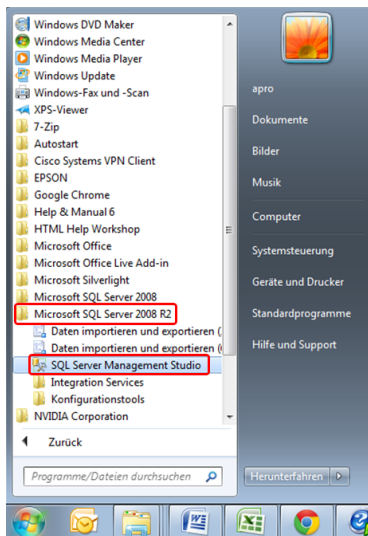 Windows DVD Maker
Windows Media Center
Windows Media Player
Windows Update
Windows-Fax und -Scan
XPS-Viewer
7-Zip
Autostart
Cisco Systems VPN Client
EPSON
Google Chrome
Help & Manual 6
HTML Help Workshop
Microsoft Office
Microsoft Office Live Add-in
Microsoft Silverlight
Microsoft SQL Server 2008
Microsoft SQL Server 2008 R2
Daten importieren und exportieren (
Daten importieren und exportieren (
SQL Server Management Studio
Integration Services
Konfigurationstools
NVIDIA Corporation
Zurück
Programme/Dateien durchsuchen
apro
Dokumente
Bilder
Musik
Computer
Systemsteuerung
Geräte und Drucker
Standardprogramme
Hilfe und Support
Herunterfahren